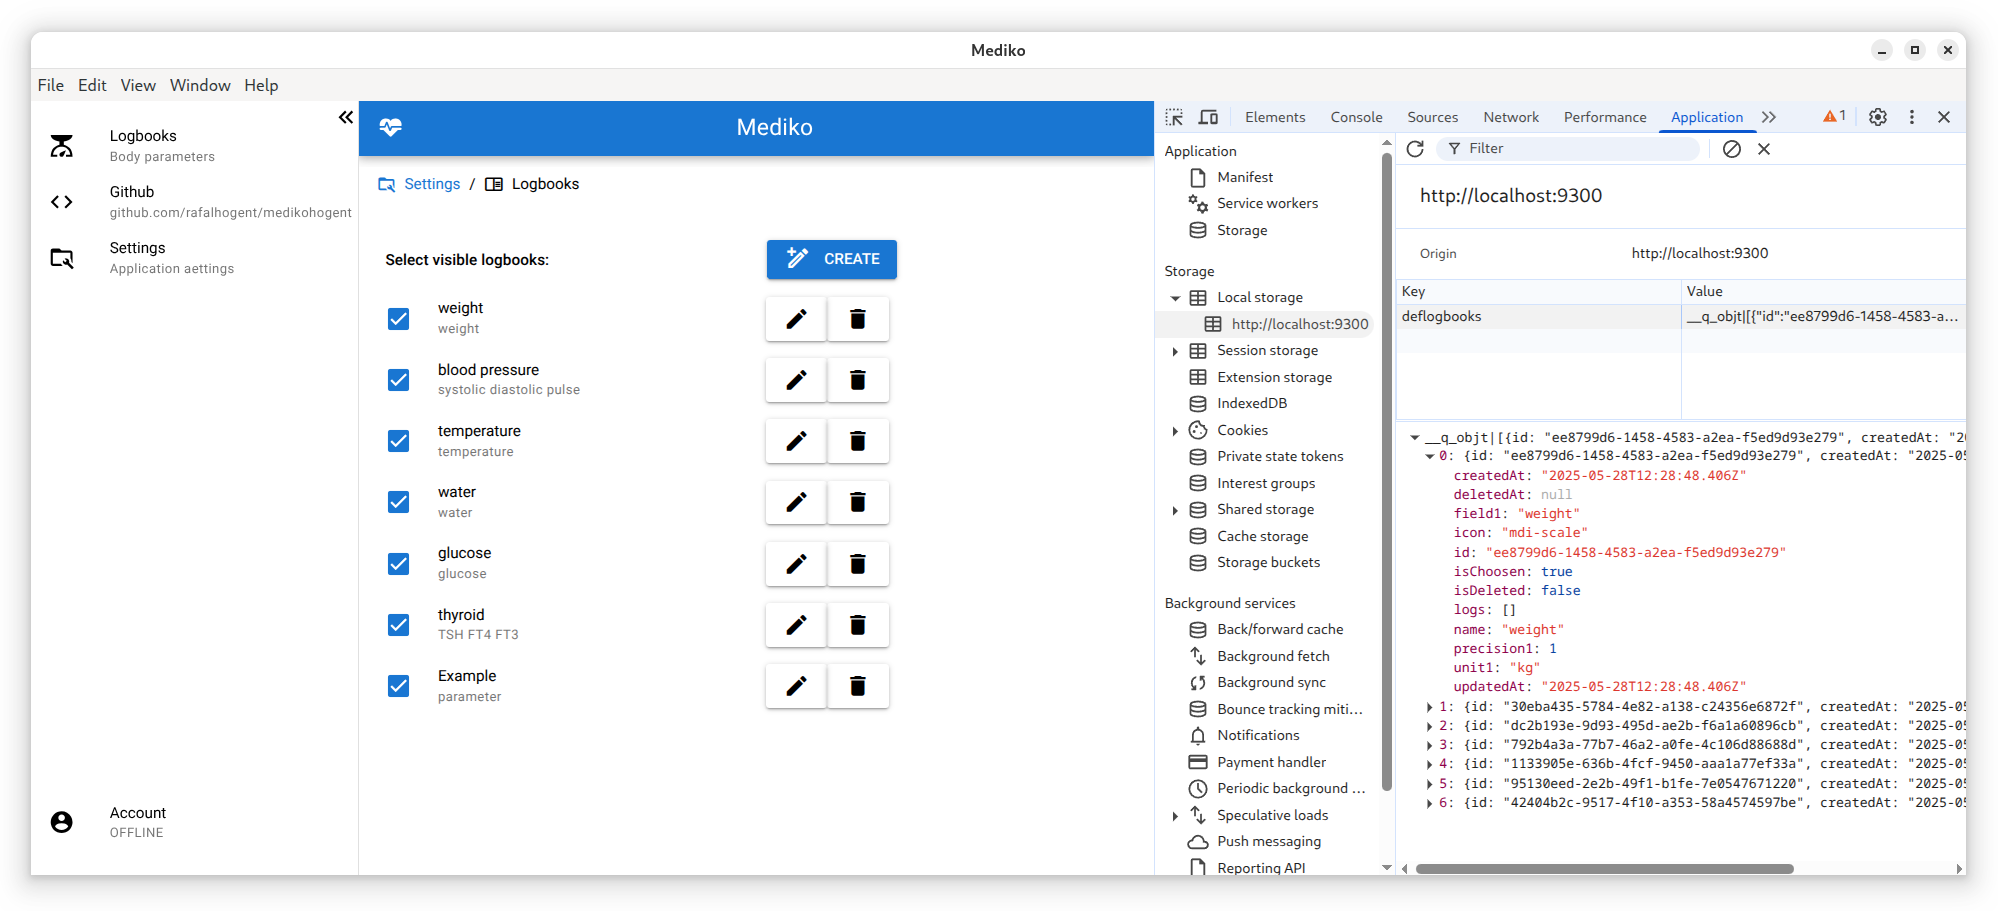 Mediko
File Edit View Window Help
Logbooks
Body parameters
Github
github.com/rafalhogent/medikohogent
Settings
Application aettings
Account
OFFLINE
Mediko
Settings / Logbooks
Select visible logbooks:
CREATE
weight
weight
blood pressure
systolic diastolic pulse
temperature
temperature
water
water
glucose
glucose
thyroid
TSH FT4 FT3
Example
parameter
Elements Console Sources Network Performance Application 1
Application
Manifest
Service workers
Storage
Storage
Local storage
http://localhost:9300
Session storage
Extension storage
IndexedDB
Cookies
Private state tokens
Interest groups
Shared storage
Cache storage
Storage buckets
Background services
Back/forward cache
Background fetch
Background sync
Bounce tracking miti…
Notifications
Payment handler
Periodic background …
Speculative loads
Push messaging
Reporting API
Filter
http://localhost:9300
Origin http://localhost:9300
Key Value
deflogbooks __q_objt|[{"id":"ee8799d6-1458-4583-a…
__q_objt|[{id: "ee8799d6-1458-4583-a2ea-f5ed9d93e279", createdAt: "20
0: {id: "ee8799d6-1458-4583-a2ea-f5ed9d93e279", createdAt: "2025-05
createdAt: "2025-05-28T12:28:48.406Z"
deletedAt: null
field1: "weight"
icon: "mdi-scale"
id: "ee8799d6-1458-4583-a2ea-f5ed9d93e279"
isChoosen: true
isDeleted: false
logs: []
name: "weight"
precision1: 1
unit1: "kg"
updatedAt: "2025-05-28T12:28:48.406Z"
1: {id: "30eba435-5784-4e82-a138-c24356e6872f", createdAt: "2025-05
2: {id: "dc2b193e-9d93-495d-ae2b-f6a1a60896cb", createdAt: "2025-05
3: {id: "792b4a3a-77b7-46a2-a0fe-4c106d88688d", createdAt: "2025-05
4: {id: "1133905e-636b-4fcf-9450-aaa1a77ef33a", createdAt: "2025-05
5: {id: "95130eed-2e2b-49f1-b1fe-7e0547671220", createdAt: "2025-05
6: {id: "42404b2c-9517-4f10-a353-58a4574597be", createdAt: "2025-05